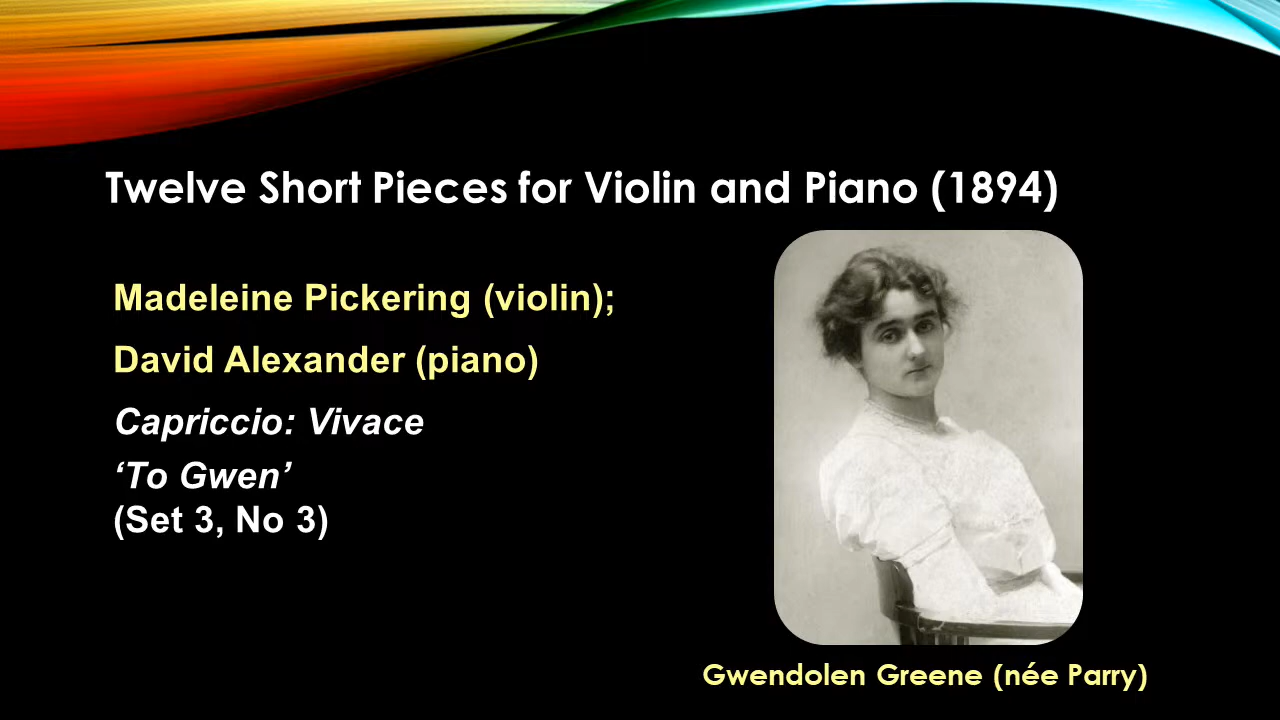 Twelve Short Pieces for Violin and Piano (1894)
Madeleine Pickering (violin);
David Alexander (piano)
Capriccio: Vivace
‘To Gwen’
(Set 3, No 3)
Gwendolen Greene (née Parry)